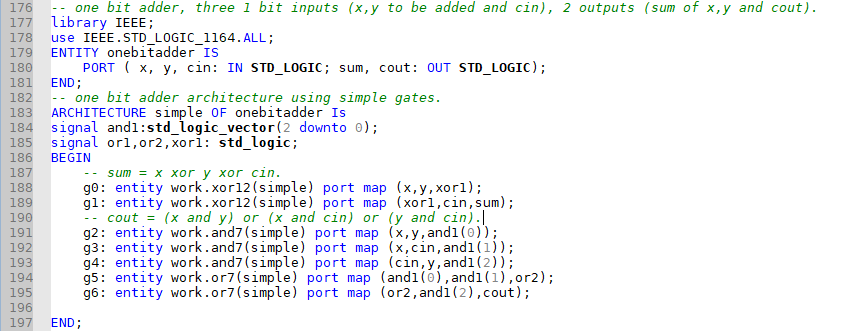 176 -- one bit adder, three 1 bit inputs (x,y to be added and cin), 2 outputs (sum of x,y and cout).
177 library IEEE;
178 use IEEE.STD_LOGIC_1164.ALL;
179 ENTITY onebitadder IS
180     PORT ( x, y, cin: IN STD_LOGIC; sum, cout: OUT STD_LOGIC);
181 END;
182 -- one bit adder architecture using simple gates.
183 ARCHITECTURE simple OF onebitadder Is
184 signal and1:std_logic_vector(2 downto 0);
185 signal or1,or2,xor1: std_logic;
186 BEGIN
187     -- sum = x xor y xor cin.
188     g0: entity work.xor12(simple) port map (x,y,xor1);
189     g1: entity work.xor12(simple) port map (xor1,cin,sum);
190     -- cout = (x and y) or (x and cin) or (y and cin).
191     g2: entity work.and7(simple) port map (x,y,and1(0));
192     g3: entity work.and7(simple) port map (x,cin,and1(1));
193     g4: entity work.and7(simple) port map (cin,y,and1(2));
194     g5: entity work.or7(simple) port map (and1(0),and1(1),or2);
195     g6: entity work.or7(simple) port map (or2,and1(2),cout);
196
197 END;